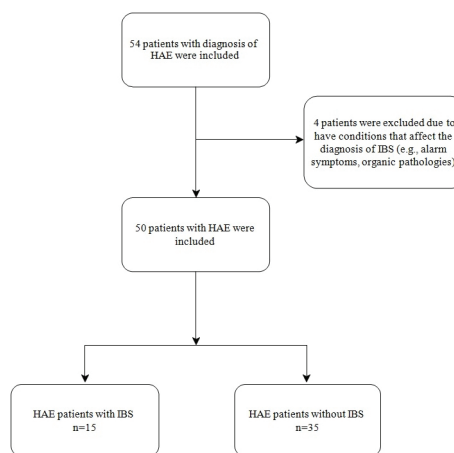 54 patients with diagnosis of
HAE were included
4 patients were excluded due to
have conditions that affect the
diagnosis of IBS (e.g., alarm
symptoms, organic pathologies)
50 patients with HAE were
included
HAE patients with IBS
n=15
HAE patients without IBS
n=35